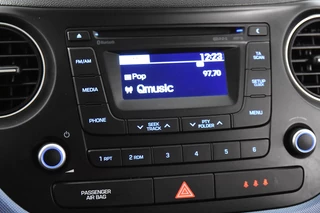 Bluetooth
FM/AM
12:23
TA
SCAN
Pop
97.70
MEDIA
Qmusic
SETUP
PHONE
SEEK
TRACK
PTY
FOLDER
MENU
1 RPT
2 RDM
3
4
5
6
PASSENGER
AIR BAG